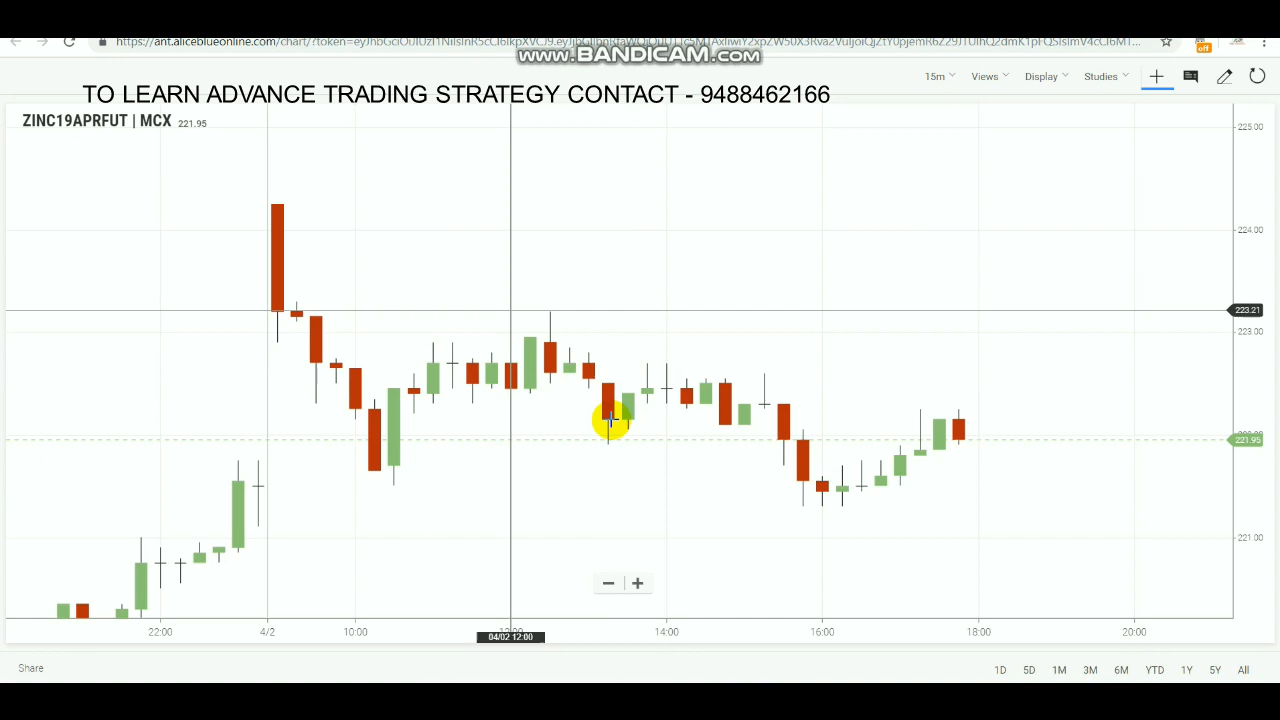 www.BANDICAM.com
15m Views Display Studies
TO LEARN ADVANCE TRADING STRATEGY CONTACT - 9488462166
ZINC19APRFUT | MCX 221.95
225.00
224.00
223.21
223.00
221.95
221.00
22:00 4/2 10:00 14:00 16:00 18:00 20:00
04/02 12:00
Share 1D 5D 1M 3M 6M YTD 1Y 5Y All